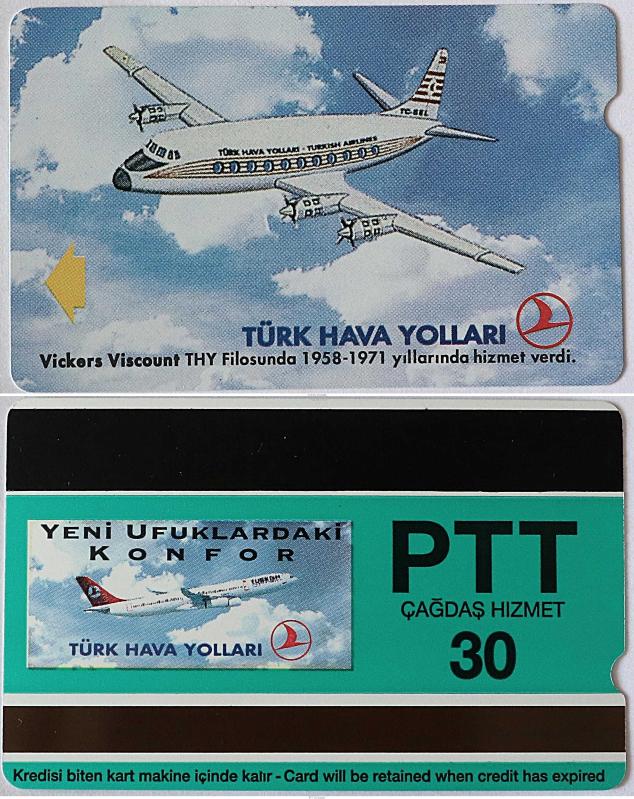 TC-SEL
TÜRK HAVA YOLLARI - TURKISH AIRLINES
TÜRK HAVA YOLLARI
Vickers Viscount THY Filosunda 1958-1971 yıllarında hizmet verdi.
YENİ UFUKLARDAKİ
KONFOR
TURKISH
TÜRK HAVA YOLLARI
PTT
ÇAĞDAŞ HIZMET
30
Kredisi biten kart makine içinde kalır - Card will be retained when credit has expired